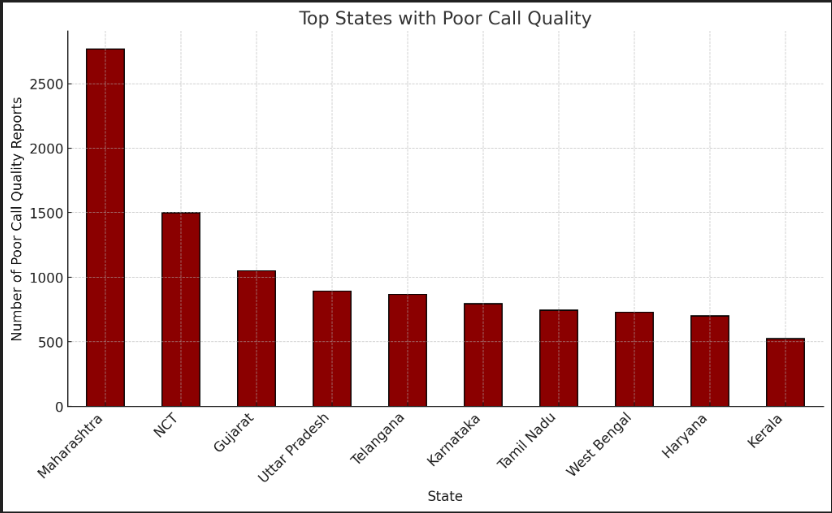 Top States with Poor Call Quality
Number of Poor Call Quality Reports
2500
2000
1500
1000
500
0
Maharashtra
NCT
Gujarat
Uttar Pradesh
Telangana
Karnataka
Tamil Nadu
West Bengal
Haryana
Kerala
State